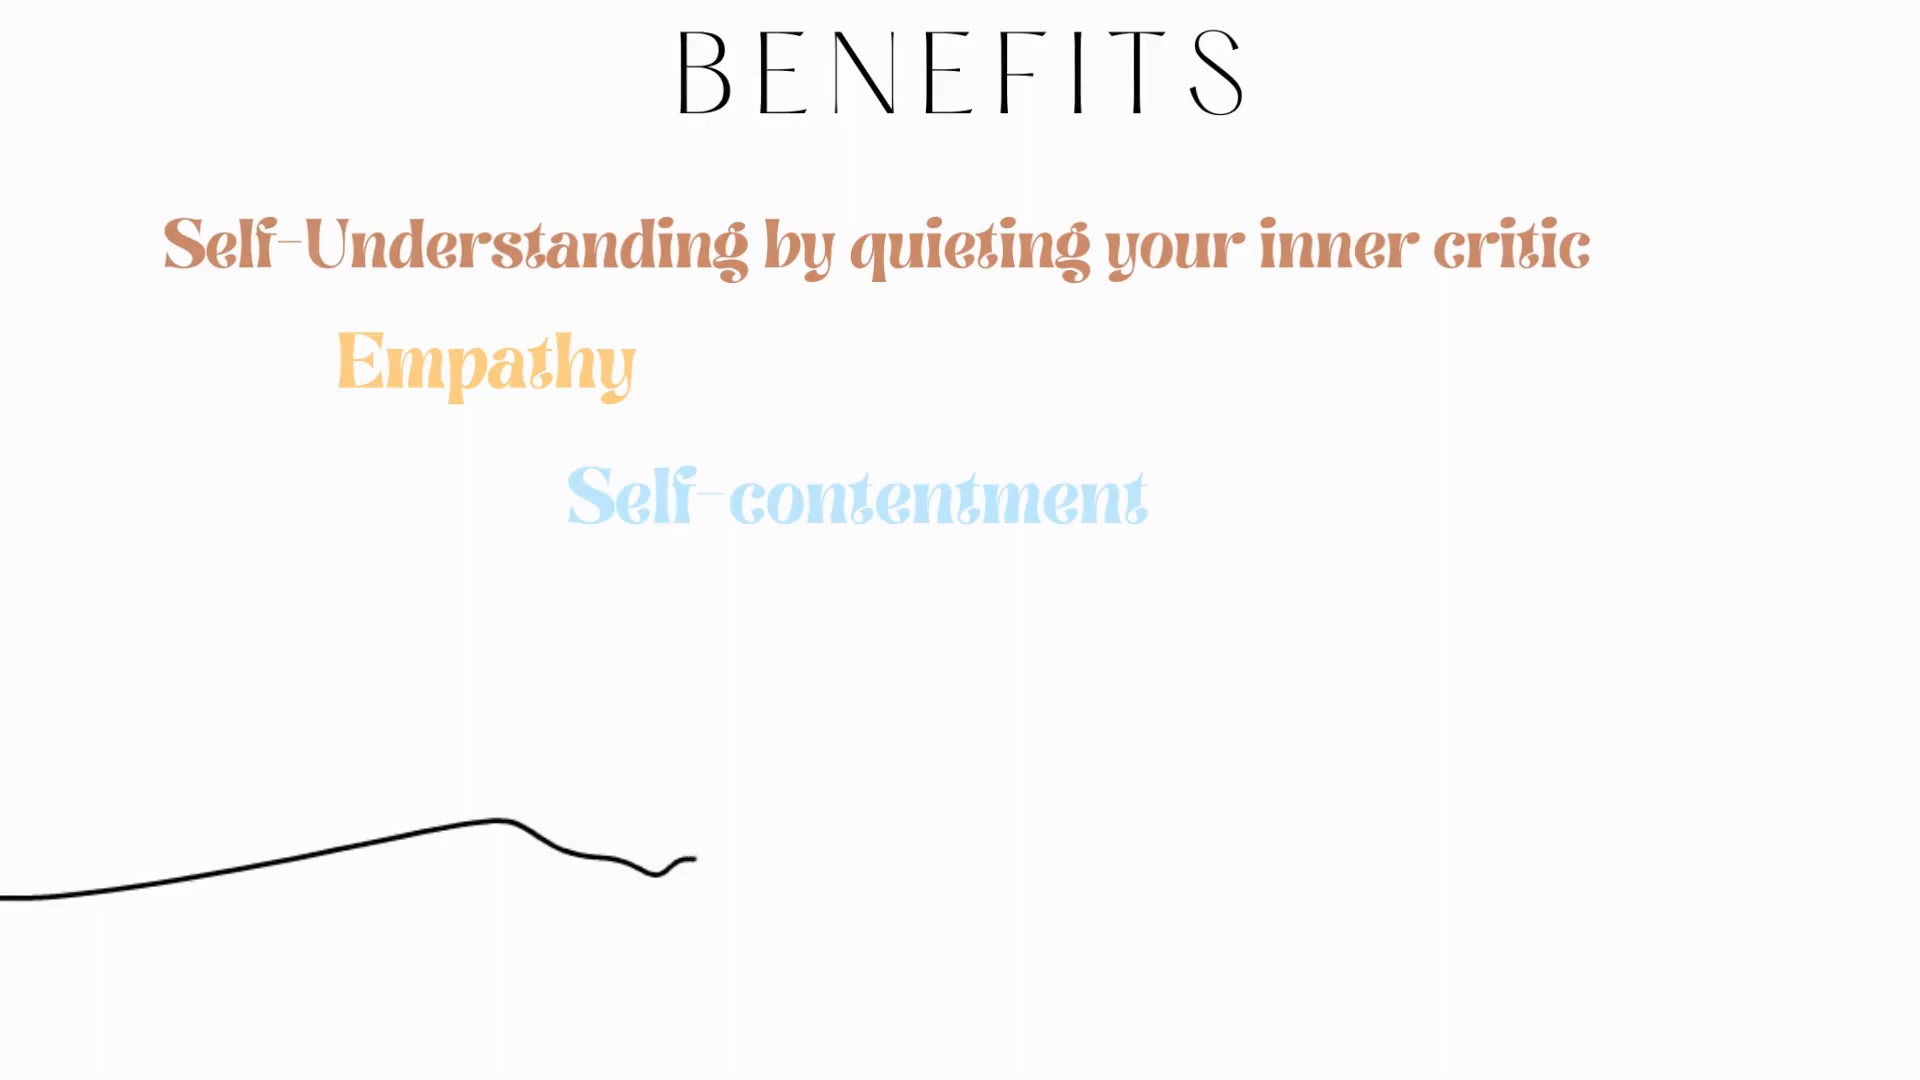 BENEFITS
Self-Understanding by quieting your inner critic
Empathy
Self-contentment